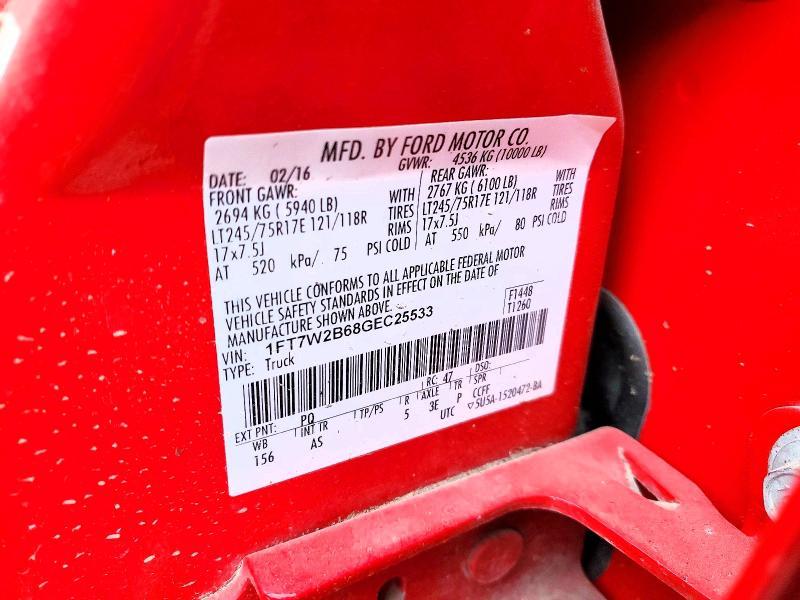 MFD. BY FORD MOTOR CO.
DATE: 02/16 GVWR: 4536 KG (10000 LB)
FRONT GAWR: REAR GAWR:
2694 KG ( 5940 LB) WITH 2767 KG ( 6100 LB) WITH
LT245/75R17E 121/118R TIRES LT245/75R17E 121/118R TIRES
17x7.5J RIMS 17x7.5J RIMS
AT 520 kPa/ 75 PSI COLD AT 550 kPa/ 80 PSI COLD
THIS VEHICLE CONFORMS TO ALL APPLICABLE FEDERAL MOTOR
VEHICLE SAFETY STANDARDS IN EFFECT ON THE DATE OF
MANUFACTURE SHOWN ABOVE.
VIN: 1FT7W2B68GEC25533 F1448
TYPE: Truck T1260
EXT PNT: PQ RC: 47 DSO:
WB INT TR TP/PS R AXLE TR SPR
156 AS 5 3E P CCFF
UTC ▽5U5A-1520472-BA